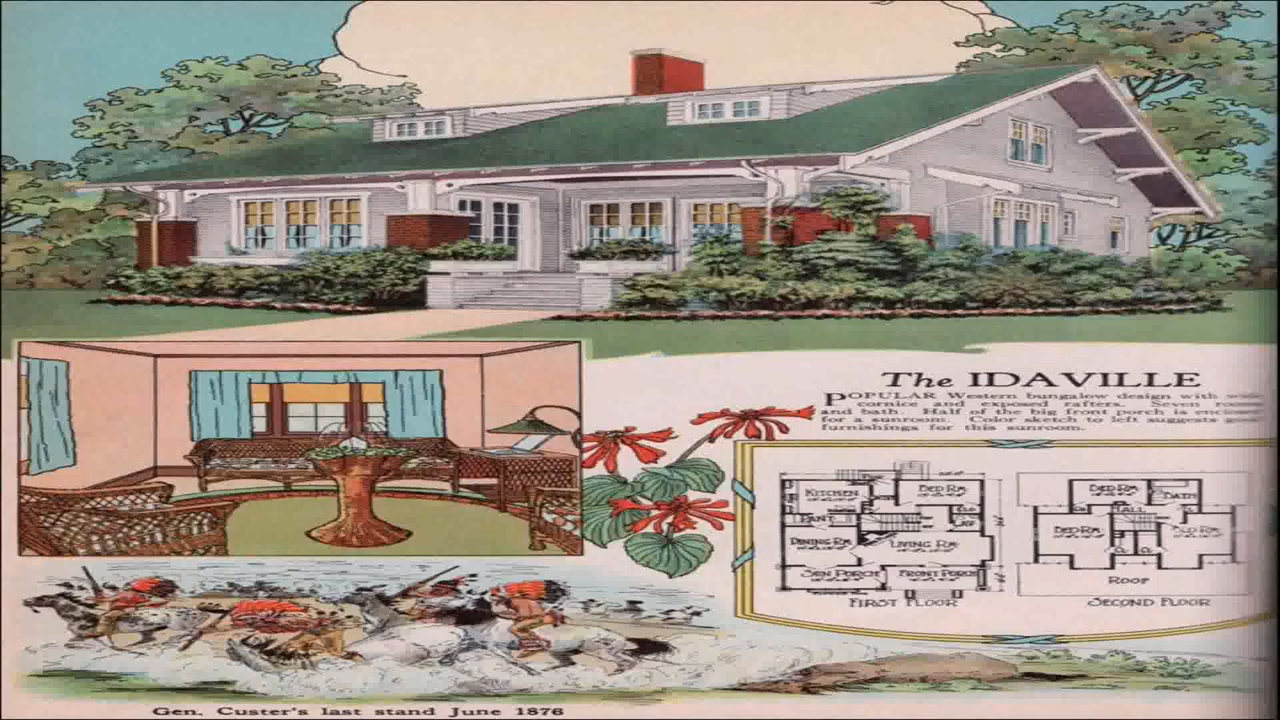 The IDAVILLE
POPULAR Western bungalow design with
cornice and exposed rafters. Seven
and bath. Half of the big front porch is
for a sunroom. Color sketch to left suggests
furnishings for this sunroom.
KITCHEN
BED RM.
PANT.
LAV.
DINING RM.
LIVING RM.
SUN PORCH
FRONT PORCH
FIRST FLOOR
BED RM.
BATH
HALL
BED RM.
BED RM.
ROOF
SECOND FLOOR
Gen. Custer's last stand June 1876